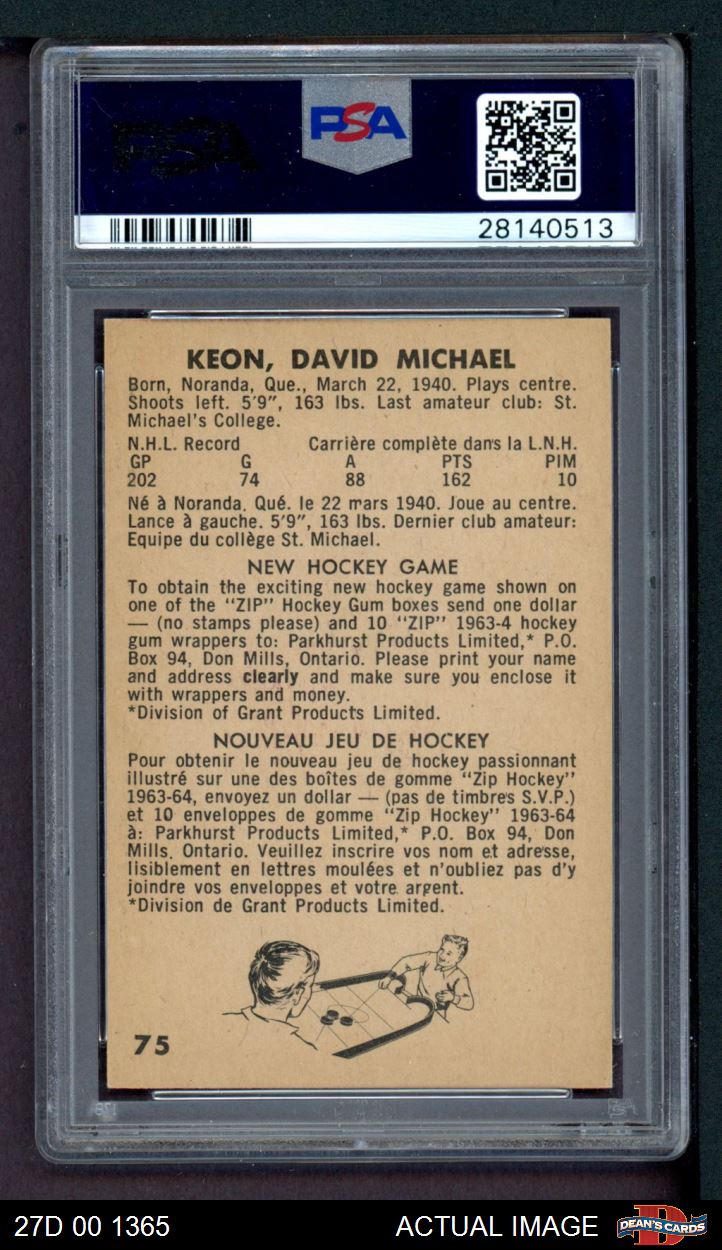 PSA
PSA
28140513
KEON, DAVID MICHAEL
Born, Noranda, Que., March 22, 1940. Plays centre.
Shoots left. 5'9", 163 lbs. Last amateur club: St.
Michael's College.
N.H.L. Record Carrière complète dans la L.N.H.
GP G A PTS PIM
202 74 88 162 10
Né à Noranda, Qué. le 22 mars 1940. Joue au centre.
Lance à gauche. 5'9", 163 lbs. Dernier club amateur:
Equipe du collège St. Michael.
NEW HOCKEY GAME
To obtain the exciting new hockey game shown on
one of the "ZIP" Hockey Gum boxes send one dollar
— (no stamps please) and 10 "ZIP" 1963-4 hockey
gum wrappers to: Parkhurst Products Limited,* P.O.
Box 94, Don Mills, Ontario. Please print your name
and address clearly and make sure you enclose it
with wrappers and money.
*Division of Grant Products Limited.
NOUVEAU JEU DE HOCKEY
Pour obtenir le nouveau jeu de hockey passionnant
illustré sur une des boîtes de gomme "Zip Hockey"
1963-64, envoyez un dollar — (pas de timbres S.V.P.)
et 10 enveloppes de gomme "Zip Hockey" 1963-64
à: Parkhurst Products Limited,* P.O. Box 94, Don
Mills, Ontario. Veuillez inscrire vos nom et adresse,
lisiblement en lettres moulées et n'oubliez pas d'y
joindre vos enveloppes et votre argent.
*Division de Grant Products Limited.
75
27D 00 1365 ACTUAL IMAGE DEAN'S CARDS